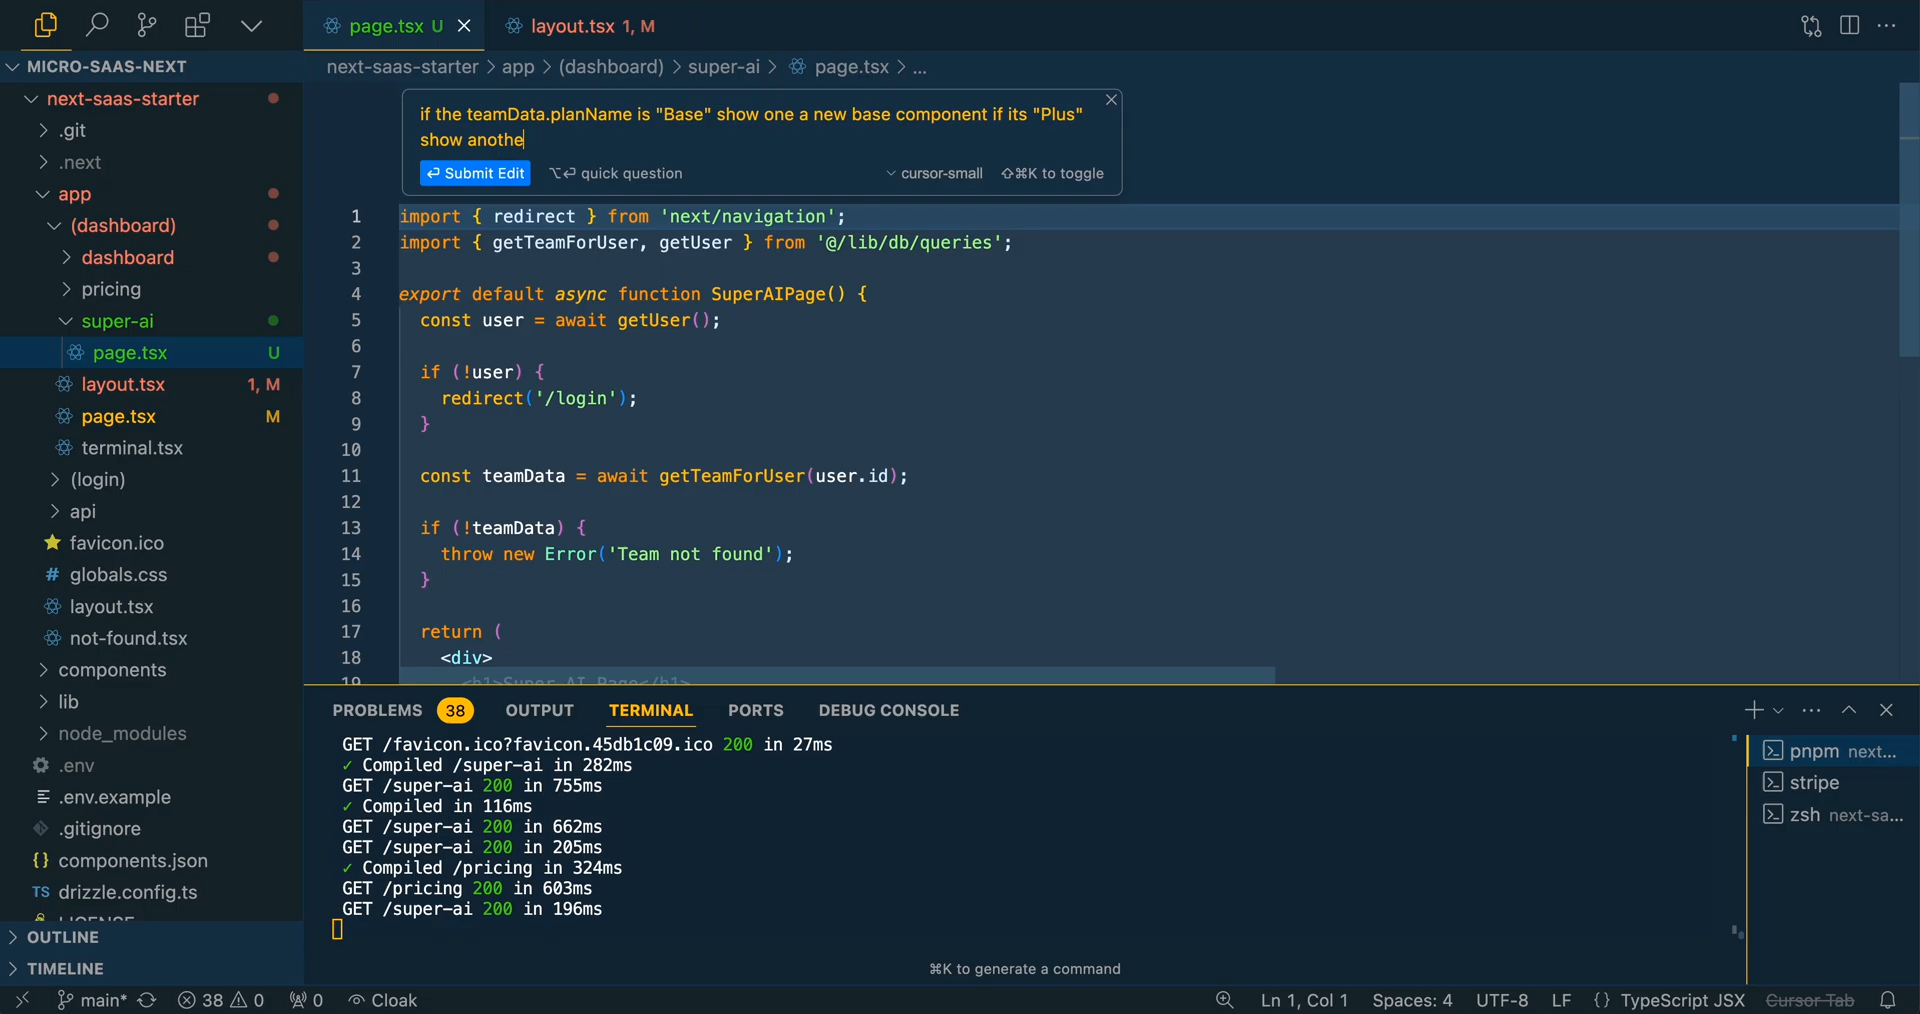 page.tsx U
layout.tsx 1, M
MICRO-SAAS-NEXT
next-saas-starter
.git
.next
app
(dashboard)
dashboard
pricing
super-ai
page.tsx U
layout.tsx 1, M
page.tsx M
terminal.tsx
(login)
api
favicon.ico
# globals.css
layout.tsx
not-found.tsx
components
lib
node_modules
.env
.env.example
.gitignore
{} components.json
TS drizzle.config.ts
LICENSE
OUTLINE
TIMELINE
next-saas-starter > app > (dashboard) > super-ai > page.tsx > ...
if the teamData.planName is "Base" show one a new base component if its "Plus"
show anothe
↩ Submit Edit ⌥↩ quick question cursor-small ⇧⌘K to toggle
1 import { redirect } from 'next/navigation';
2 import { getTeamForUser, getUser } from '@/lib/db/queries';
3
4 export default async function SuperAIPage() {
5 const user = await getUser();
6
7 if (!user) {
8 redirect('/login');
9 }
10
11 const teamData = await getTeamForUser(user.id);
12
13 if (!teamData) {
14 throw new Error('Team not found');
15 }
16
17 return (
18 <div>
19 <h1>Super AI Page</h1>
PROBLEMS 38 OUTPUT TERMINAL PORTS DEBUG CONSOLE
GET /favicon.ico?favicon.45db1c09.ico 200 in 27ms
✓ Compiled /super-ai in 282ms
GET /super-ai 200 in 755ms
✓ Compiled in 116ms
GET /super-ai 200 in 662ms
GET /super-ai 200 in 205ms
✓ Compiled /pricing in 324ms
GET /pricing 200 in 603ms
GET /super-ai 200 in 196ms
⌘K to generate a command
pnpm next...
stripe
zsh next-sa...
main* 38 0 0 Cloak
Ln 1, Col 1 Spaces: 4 UTF-8 LF {} TypeScript JSX Cursor Tab